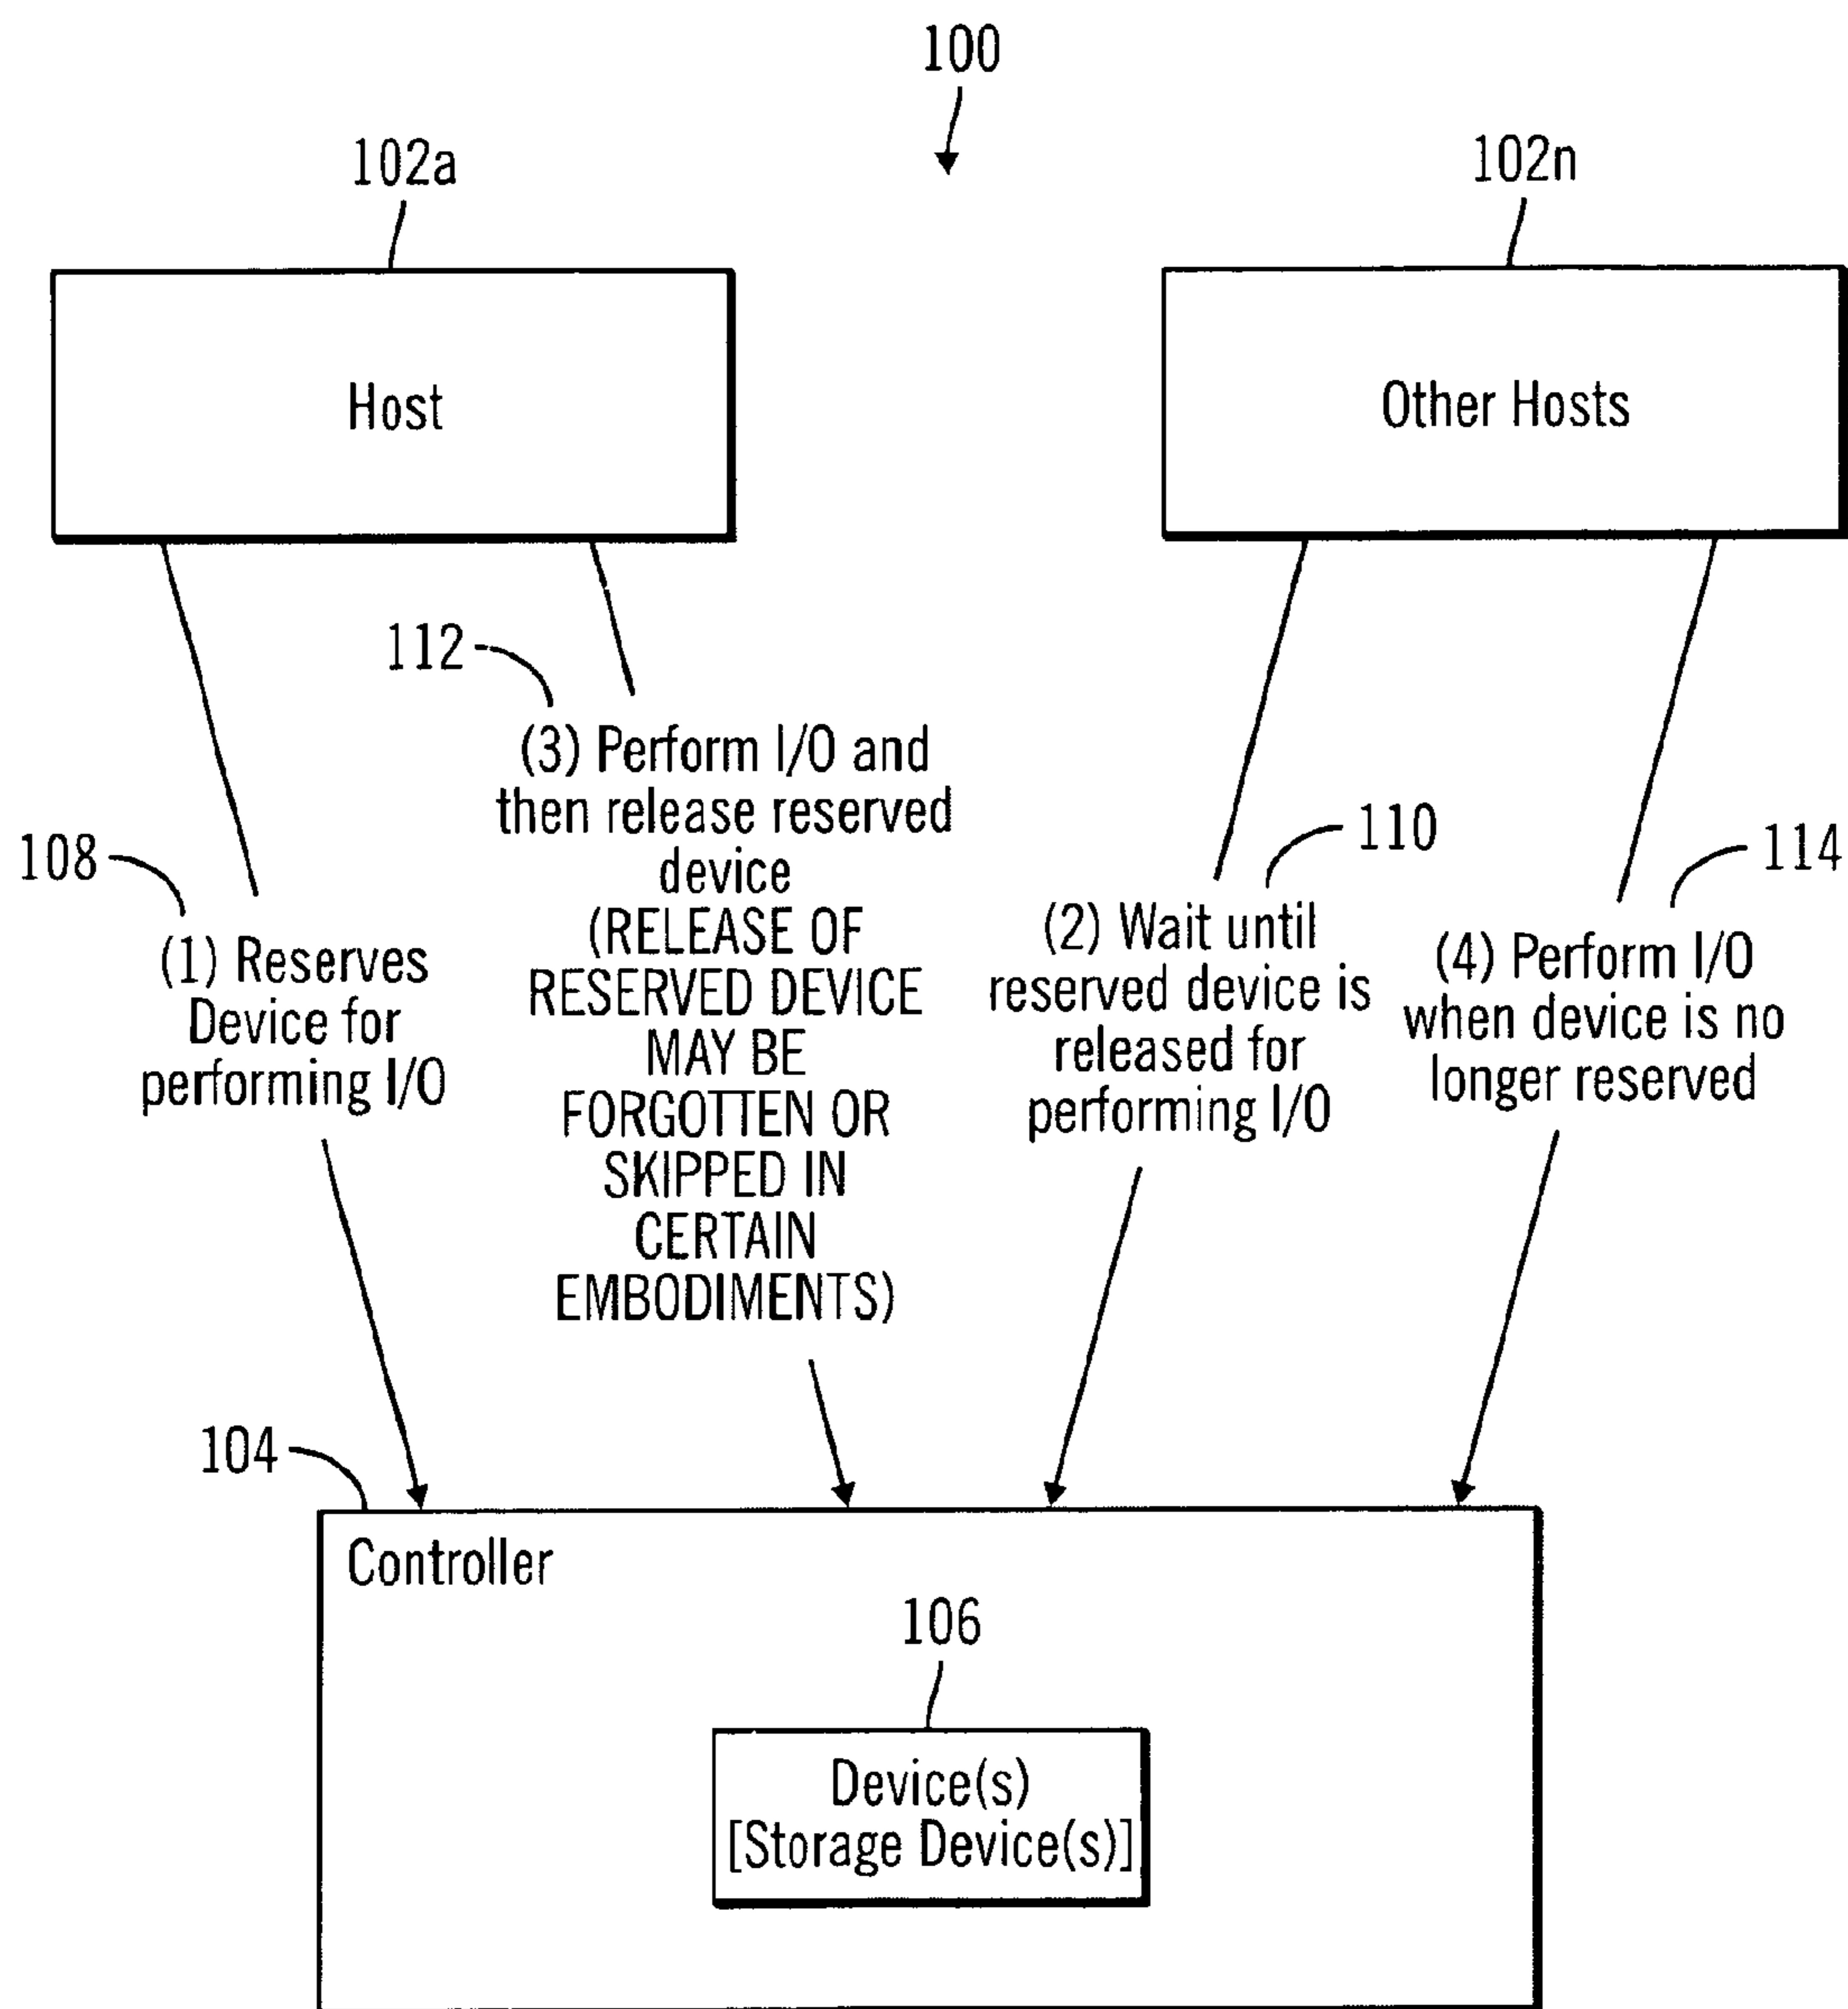 100
102a
102n
Host
Other Hosts
112
(3) Perform I/O and
then release reserved
device
(RELEASE OF
RESERVED DEVICE
MAY BE
FORGOTTEN OR
SKIPPED IN
CERTAIN
EMBODIMENTS)
108
(1) Reserves
Device for
performing I/O
110
(2) Wait until
reserved device is
released for
performing I/O
114
(4) Perform I/O
when device is no
longer reserved
104
Controller
106
Device(s)
[Storage Device(s)]